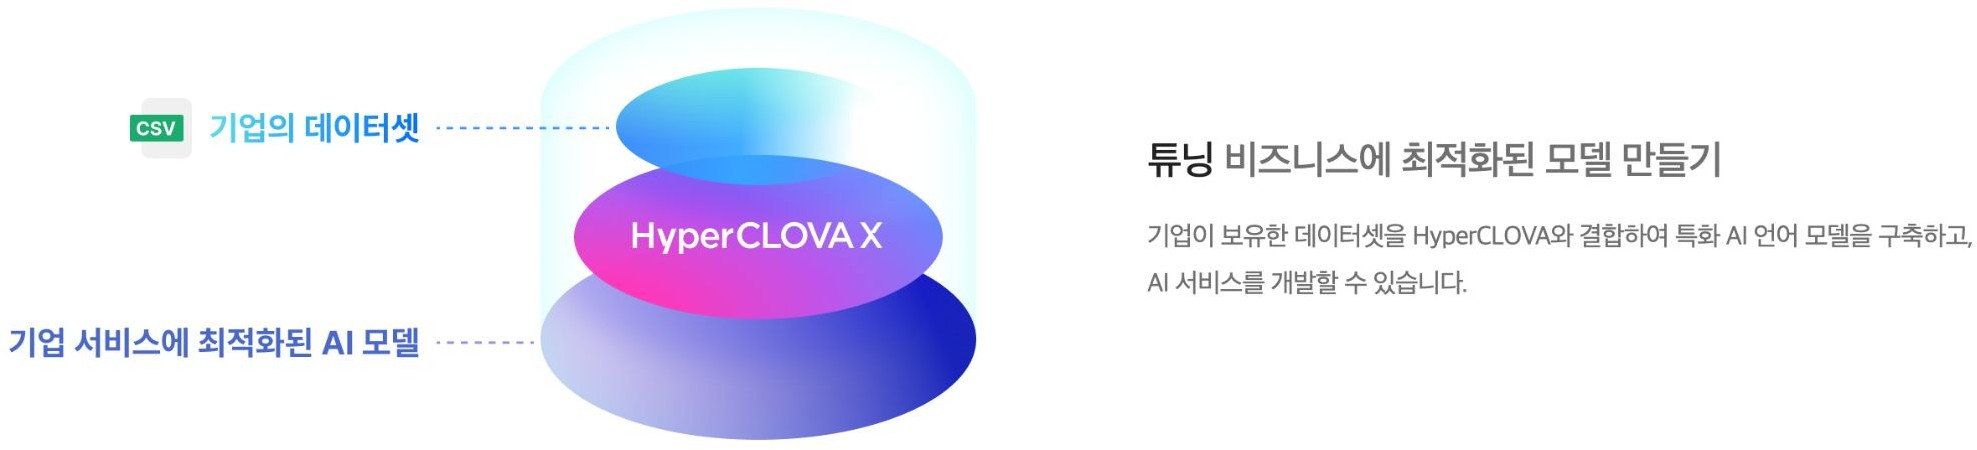 CSV 기업의 데이터셋
HyperCLOVA X
기업 서비스에 최적화된 AI 모델
튜닝 비즈니스에 최적화된 모델 만들기
기업이 보유한 데이터셋을 HyperCLOVA와 결합하여 특화 AI 언어 모델을 구축하고,
AI 서비스를 개발할 수 있습니다.